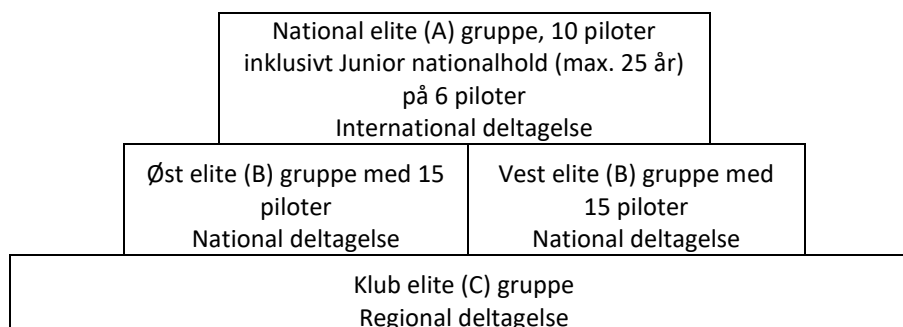 National elite (A) gruppe, 10 piloter
inklusivt Junior nationalhold (max. 25 år)
på 6 piloter
International deltagelse
Øst elite (B) gruppe med 15
piloter
National deltagelse
Vest elite (B) gruppe med
15 piloter
National deltagelse
Klub elite (C) gruppe
Regional deltagelse